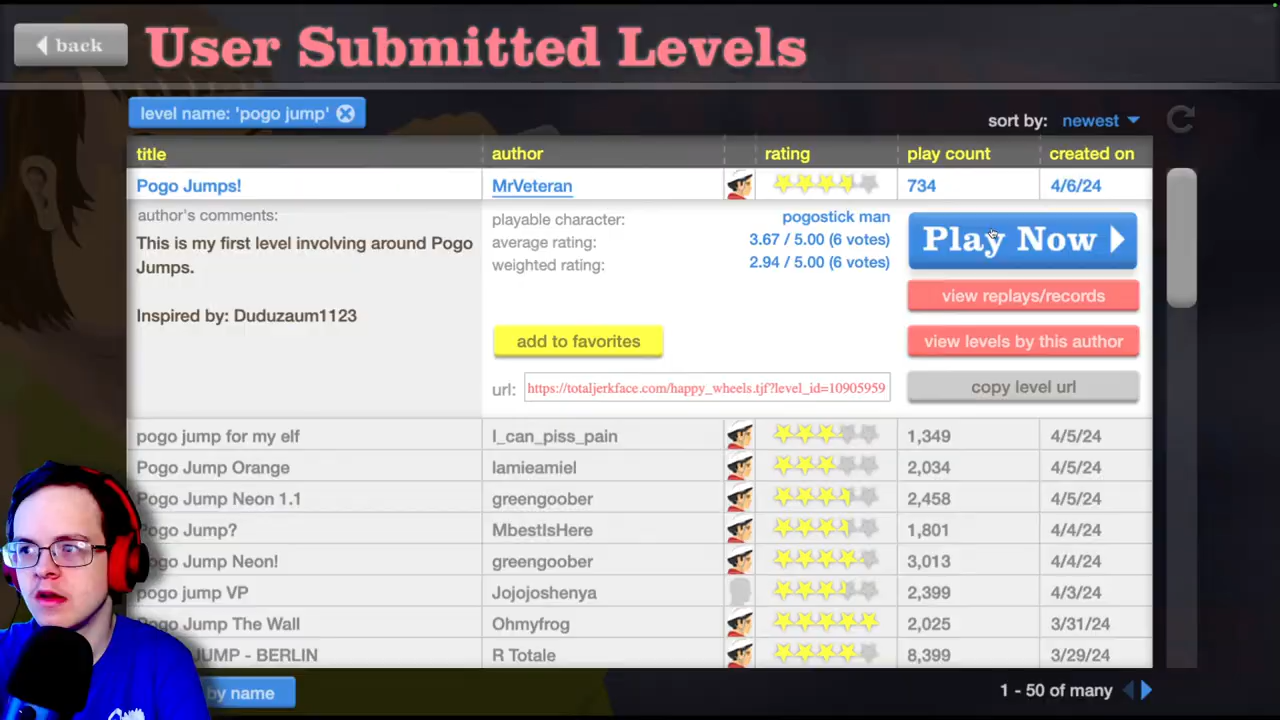 back
User Submitted Levels
level name: 'pogo jump'
sort by: newest
title author rating play count created on
Pogo Jumps! MrVeteran 734 4/6/24
author's comments:
This is my first level involving around Pogo
Jumps.
Inspired by: Duduzaum1123
playable character: pogostick man
average rating: 3.67 / 5.00 (6 votes)
weighted rating: 2.94 / 5.00 (6 votes)
add to favorites
url: https://totaljerkface.com/happy_wheels.tjf?level_id=10905959
Play Now
view replays/records
view levels by this author
copy level url
pogo jump for my elf I_can_piss_pain 1,349 4/5/24
Pogo Jump Orange lamieamiel 2,034 4/5/24
Pogo Jump Neon 1.1 greengoober 2,458 4/5/24
Pogo Jump? MbestIsHere 1,801 4/4/24
Pogo Jump Neon! greengoober 3,013 4/4/24
pogo jump VP Jojojoshenya 2,399 4/3/24
Pogo Jump The Wall Ohmyfrog 2,025 3/31/24
JUMP - BERLIN R Totale 8,399 3/29/24
by name
1 - 50 of many